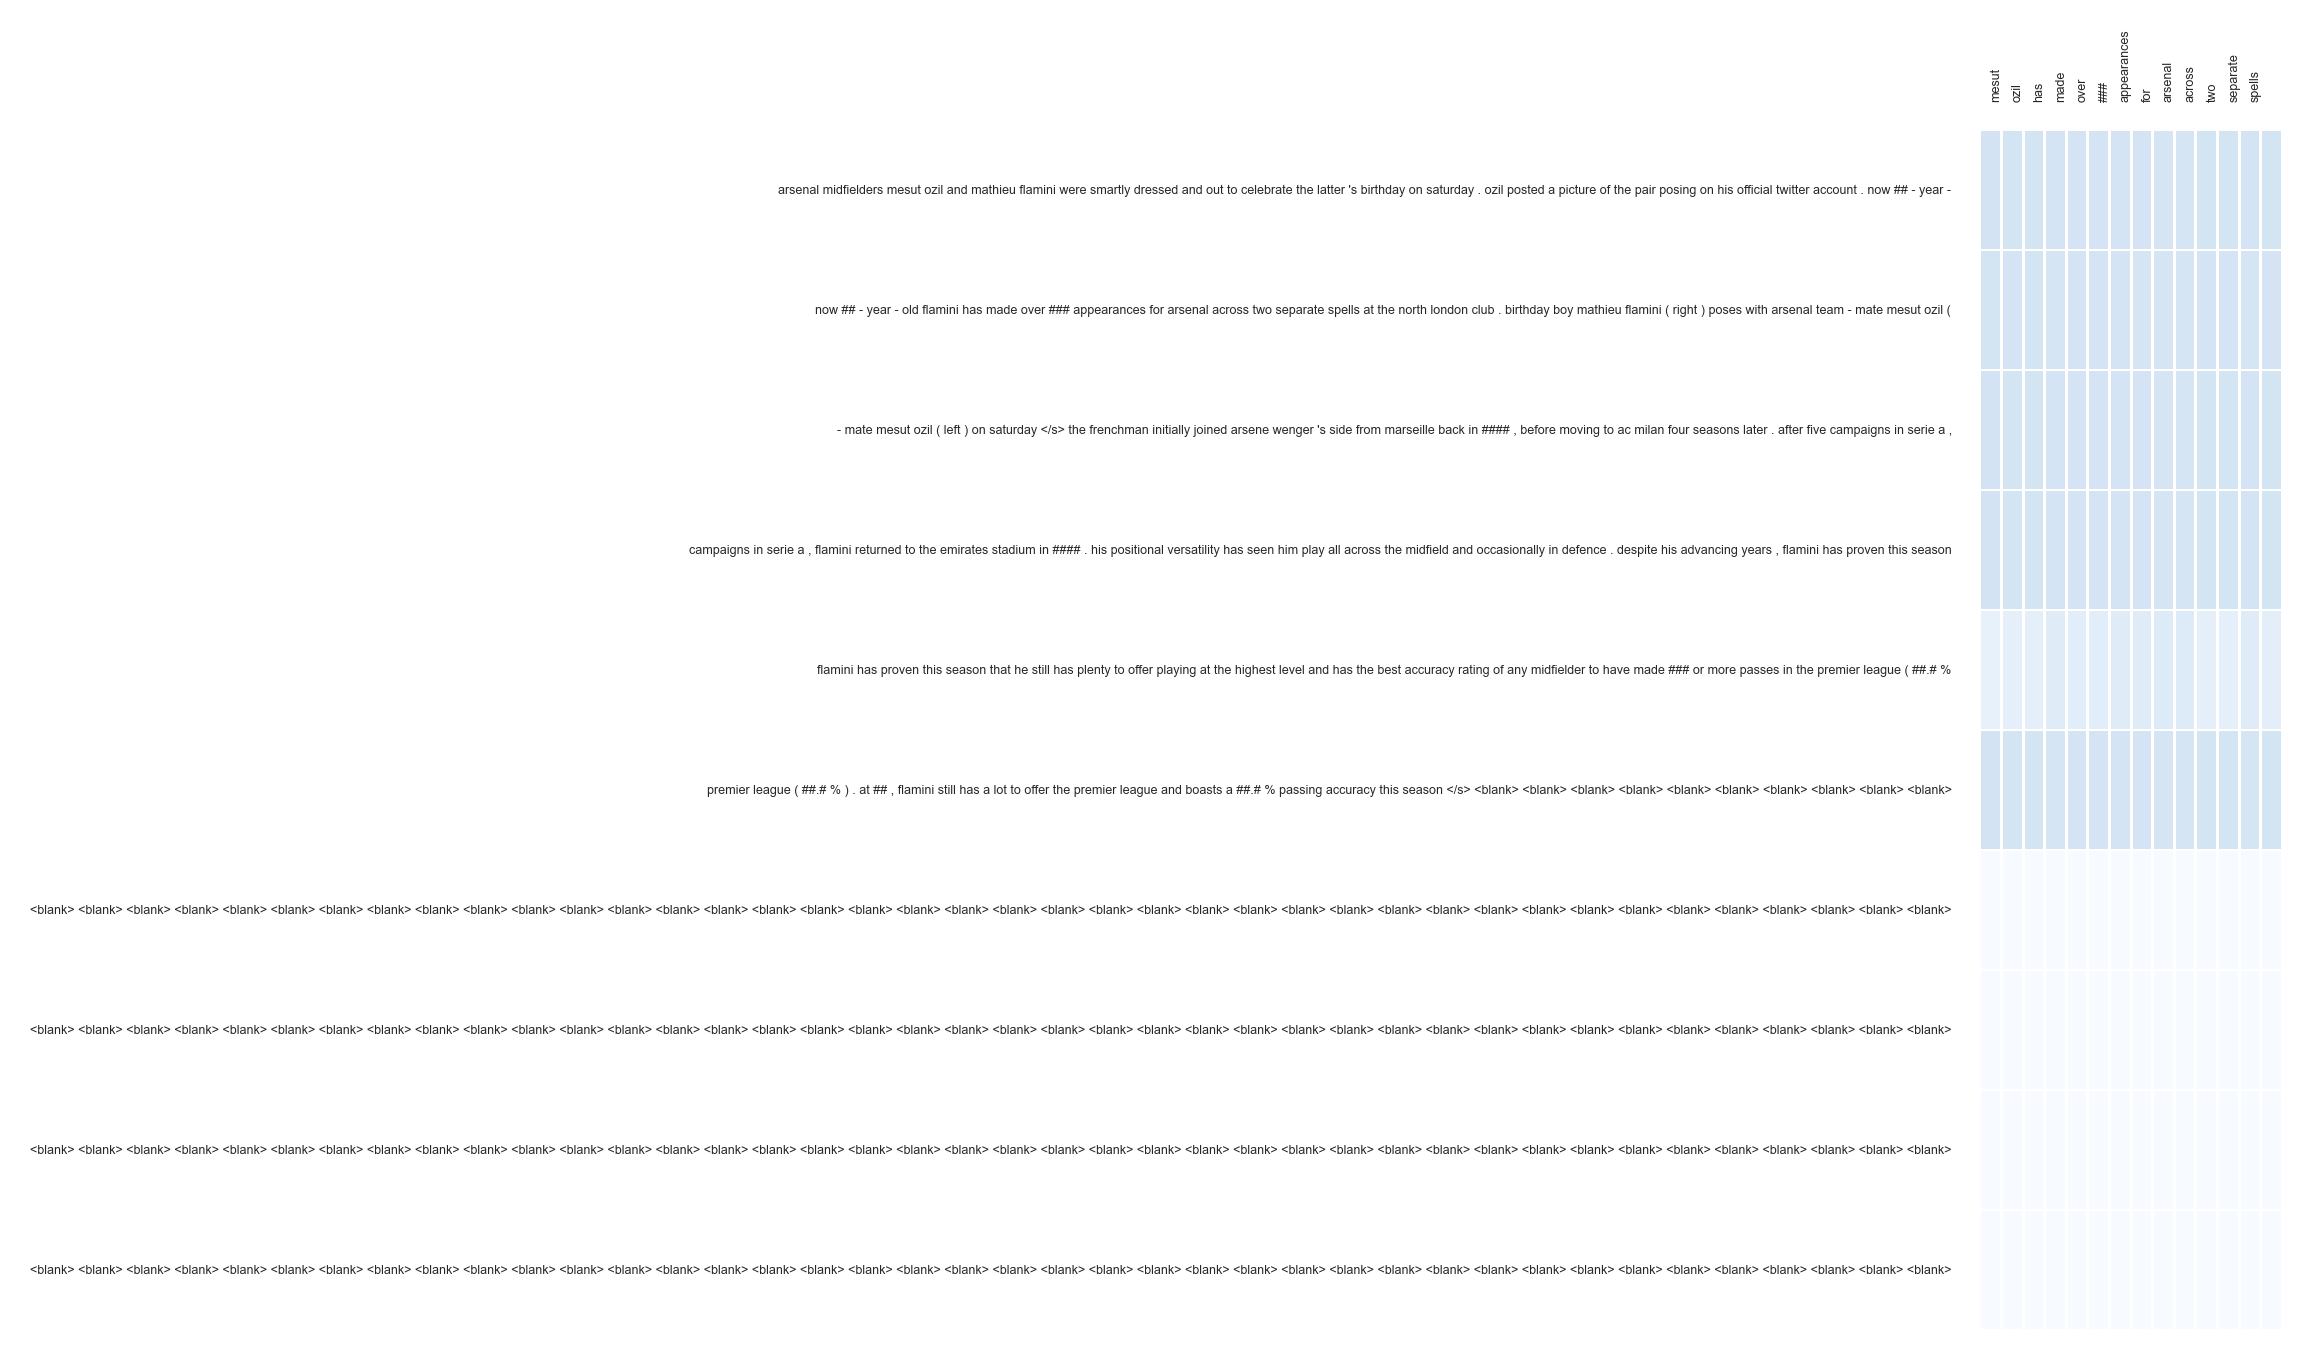 mesut
ozil
has
made
over
###
appearances
for
arsenal
across
two
separate
spells
arsenal midfielders mesut ozil and mathieu flamini were smartly dressed and out to celebrate the latter 's birthday on saturday . ozil posted a picture of the pair posing on his official twitter account . now ## - year -
now ## - year - old flamini has made over ### appearances for arsenal across two separate spells at the north london club . birthday boy mathieu flamini ( right ) poses with arsenal team - mate mesut ozil (
- mate mesut ozil ( left ) on saturday </s> the frenchman initially joined arsene wenger 's side from marseille back in #### , before moving to ac milan four seasons later . after five campaigns in serie a ,
campaigns in serie a , flamini returned to the emirates stadium in #### . his positional versatility has seen him play all across the midfield and occasionally in defence . despite his advancing years , flamini has proven this season
flamini has proven this season that he still has plenty to offer playing at the highest level and has the best accuracy rating of any midfielder to have made ### or more passes in the premier league ( ##.# %
premier league ( ##.# % ) . at ## , flamini still has a lot to offer the premier league and boasts a ##.# % passing accuracy this season </s> <blank> <blank> <blank> <blank> <blank> <blank> <blank> <blank> <blank> <blank>
<blank> <blank> <blank> <blank> <blank> <blank> <blank> <blank> <blank> <blank> <blank> <blank> <blank> <blank> <blank> <blank> <blank> <blank> <blank> <blank> <blank> <blank> <blank> <blank> <blank> <blank> <blank> <blank> <blank> <blank> <blank> <blank> <blank> <blank> <blank> <blank> <blank> <blank> <blank> <blank>
<blank> <blank> <blank> <blank> <blank> <blank> <blank> <blank> <blank> <blank> <blank> <blank> <blank> <blank> <blank> <blank> <blank> <blank> <blank> <blank> <blank> <blank> <blank> <blank> <blank> <blank> <blank> <blank> <blank> <blank> <blank> <blank> <blank> <blank> <blank> <blank> <blank> <blank> <blank> <blank>
<blank> <blank> <blank> <blank> <blank> <blank> <blank> <blank> <blank> <blank> <blank> <blank> <blank> <blank> <blank> <blank> <blank> <blank> <blank> <blank> <blank> <blank> <blank> <blank> <blank> <blank> <blank> <blank> <blank> <blank> <blank> <blank> <blank> <blank> <blank> <blank> <blank> <blank> <blank> <blank>
<blank> <blank> <blank> <blank> <blank> <blank> <blank> <blank> <blank> <blank> <blank> <blank> <blank> <blank> <blank> <blank> <blank> <blank> <blank> <blank> <blank> <blank> <blank> <blank> <blank> <blank> <blank> <blank> <blank> <blank> <blank> <blank> <blank> <blank> <blank> <blank> <blank> <blank> <blank> <blank>